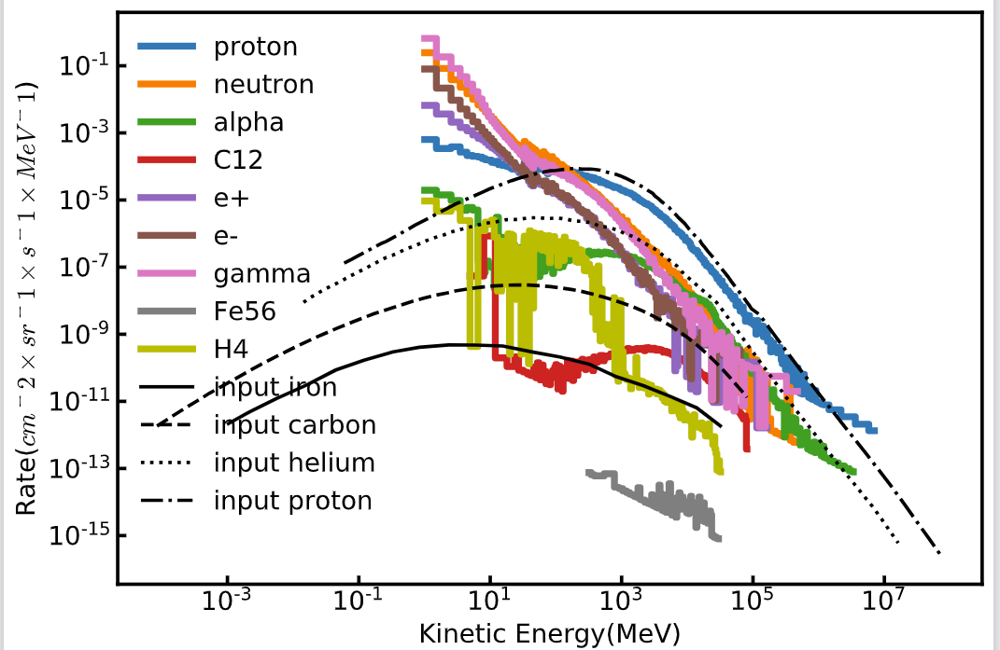 Rate(cm−2 × sr−1 × s−1 × MeV−1)
10-1
10-3
10-5
10-7
10-9
10-11
10-13
10-15
proton
neutron
alpha
C12
e+
e-
gamma
Fe56
H4
input iron
input carbon
input helium
input proton
10-3 10-1 101 103 105 107
Kinetic Energy(MeV)